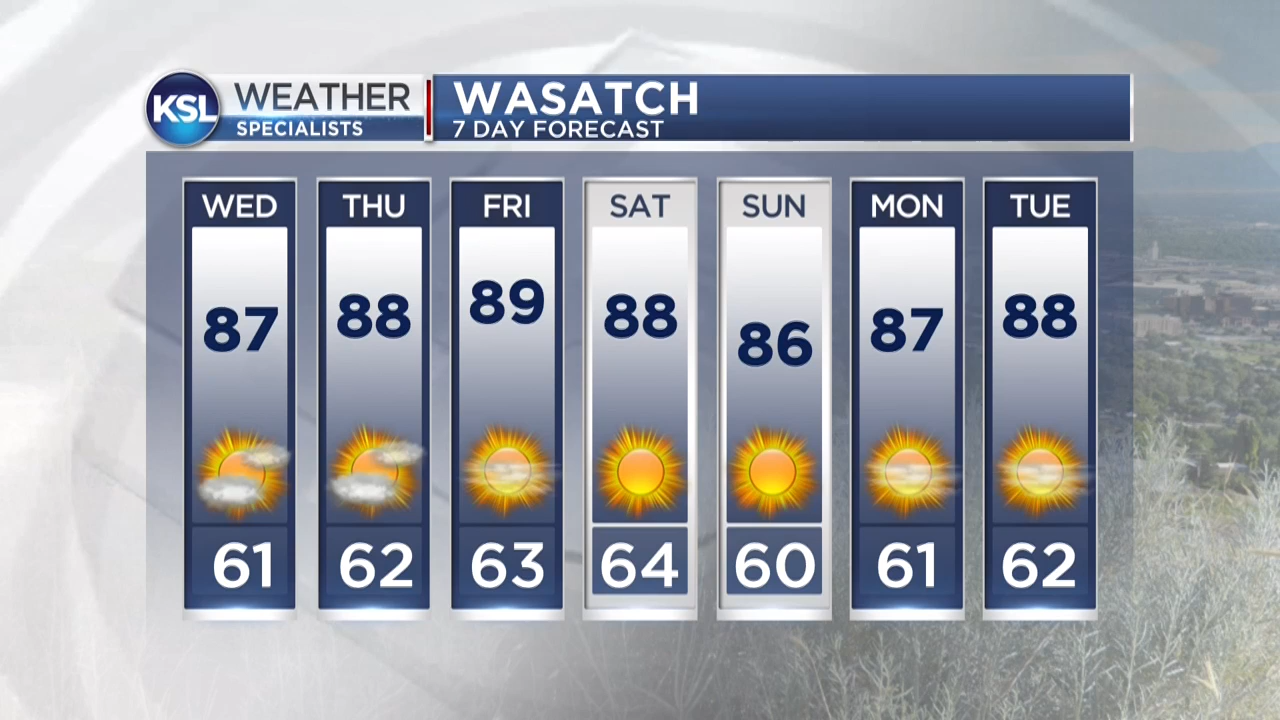 KSL
WEATHER
SPECIALISTS
WASATCH
7 DAY FORECAST
WED THU FRI SAT SUN MON TUE
87 88 89 88 86 87 88
61 62 63 64 60 61 62